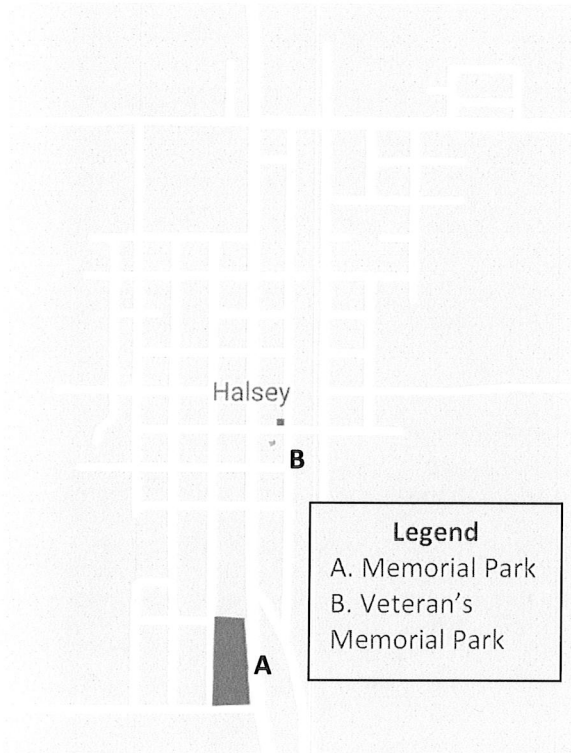 Halsey
B
Legend
A. Memorial Park
B. Veteran's
Memorial Park
A